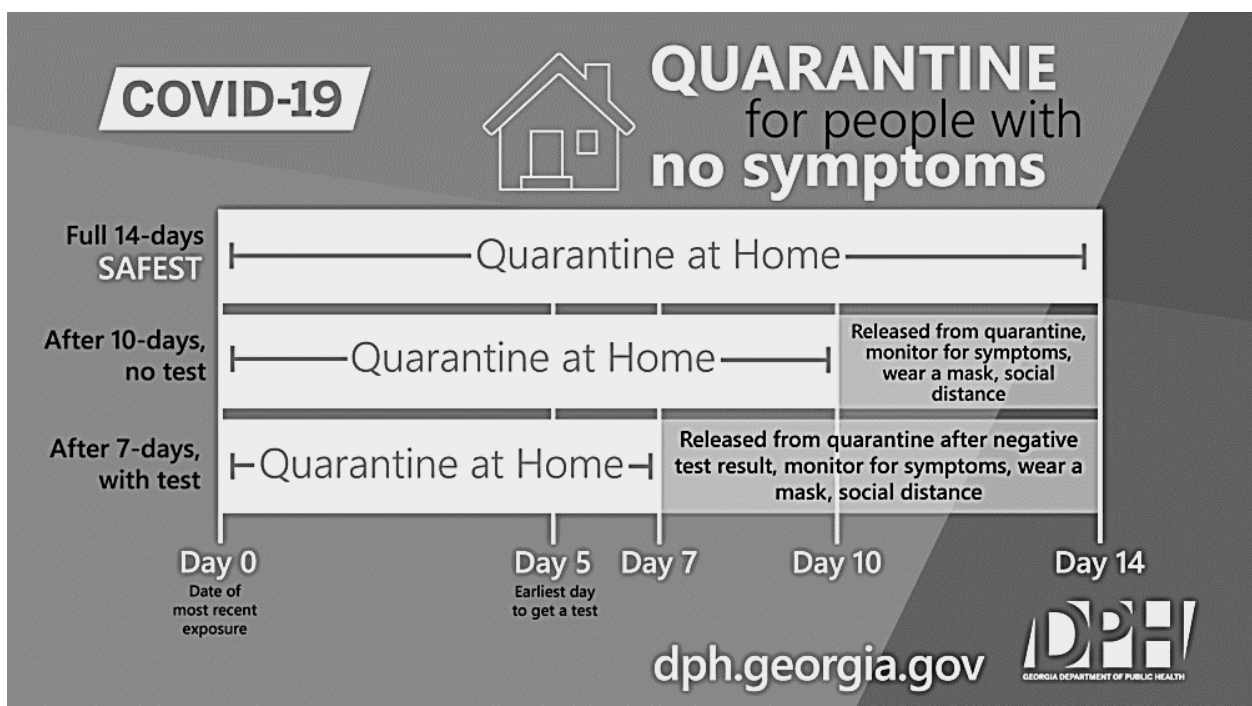 COVID-19
QUARANTINE
for people with
no symptoms
Full 14-days
SAFEST
Quarantine at Home
After 10-days,
no test
Quarantine at Home
Released from quarantine,
monitor for symptoms,
wear a mask, social
distance
After 7-days,
with test
Quarantine at Home
Released from quarantine after negative
test result, monitor for symptoms, wear a
mask, social distance
Day 0
Date of
most recent
exposure
Day 5
Earliest day
to get a test
Day 7
Day 10
Day 14
dph.georgia.gov
DPH
GEORGIA DEPARTMENT OF PUBLIC HEALTH